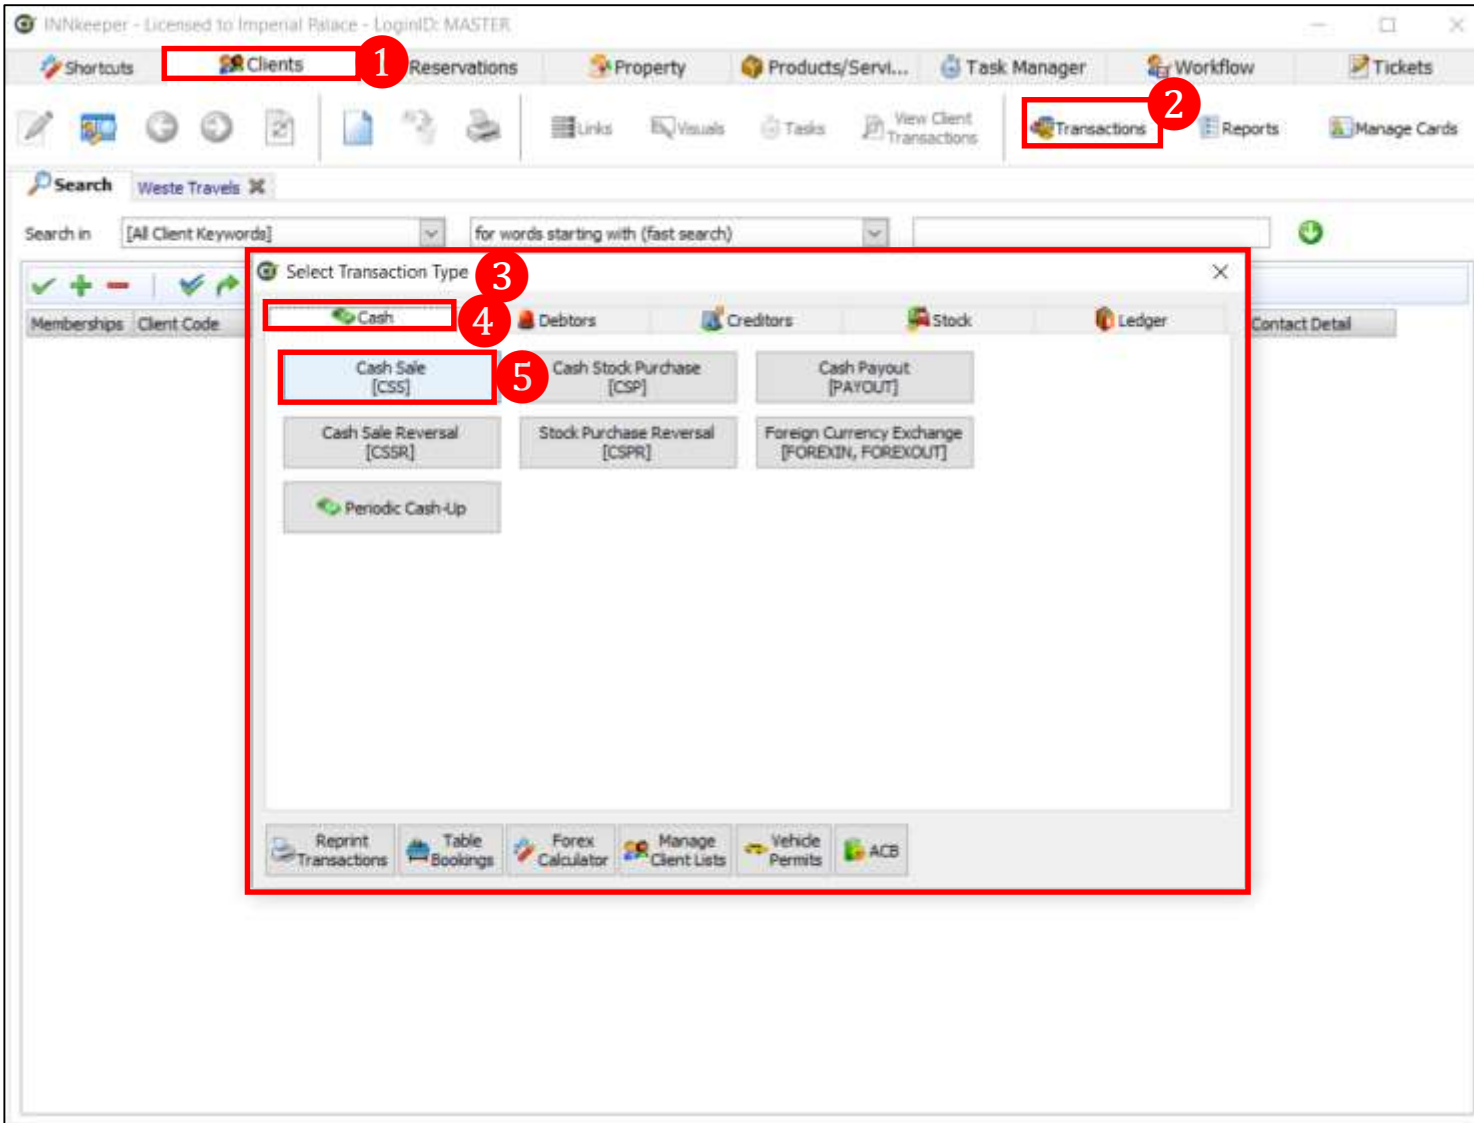 INNkeeper - Licensed to Imperial Palace - LoginID: MASTER
Shortcuts Clients 1 Reservations Property Products/Servi... Task Manager Workflow Tickets
Links Visuals Tasks View Client Transactions Transactions 2 Reports Manage Cards
Search Weste Travels
Search in [All Client Keywords] for words starting with (fast search)
Select Transaction Type 3
Memberships Client Code Contact Detail
Cash 4 Debtors Creditors Stock Ledger
Cash Sale [CSS] 5 Cash Stock Purchase [CSP] Cash Payout [PAYOUT]
Cash Sale Reversal [CSSR] Stock Purchase Reversal [CSPR] Foreign Currency Exchange [FOREXIN, FOREXOUT]
Periodic Cash-Up
Reprint Transactions Table Bookings Forex Calculator Manage Client Lists Vehicle Permits ACB